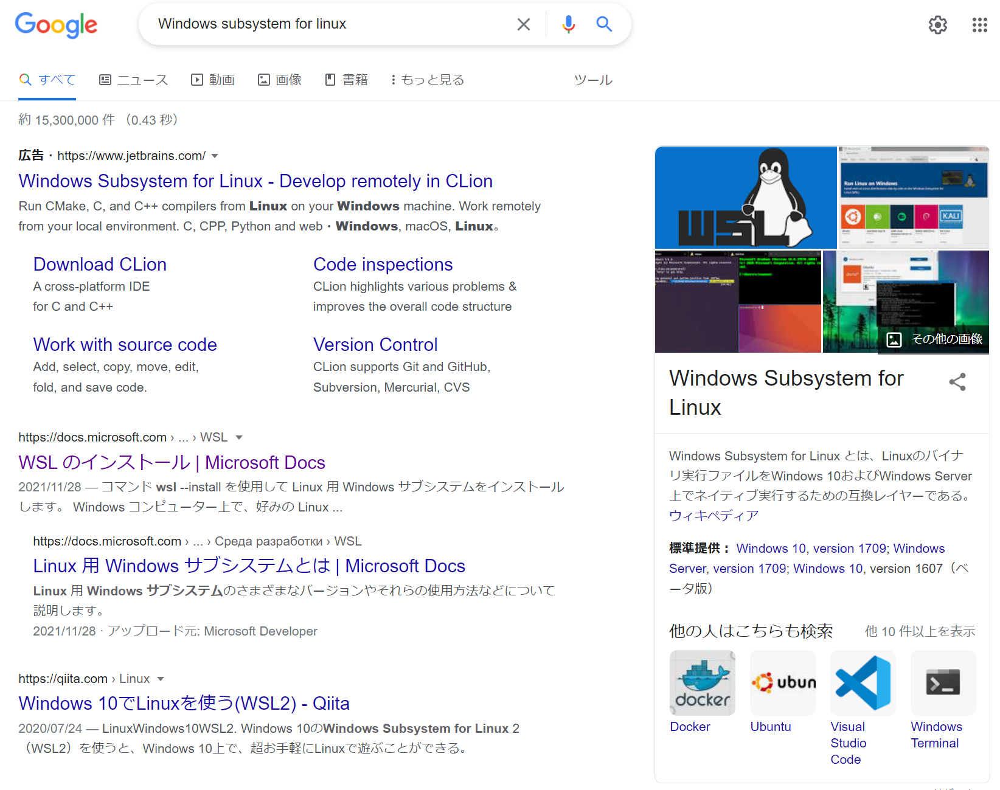 Google
Windows subsystem for linux
すべて
ニュース
動画
画像
書籍
もっと見る
ツール
約 15,300,000 件 （0.43 秒）
広告 · https://www.jetbrains.com/
Windows Subsystem for Linux - Develop remotely in CLion
Run CMake, C, and C++ compilers from Linux on your Windows machine. Work remotely
from your local environment. C, CPP, Python and web · Windows, macOS, Linux。
Download CLion
A cross-platform IDE
for C and C++
Code inspections
CLion highlights various problems &
improves the overall code structure
Work with source code
Add, select, copy, move, edit,
fold, and save code.
Version Control
CLion supports Git and GitHub,
Subversion, Mercurial, CVS
https://docs.microsoft.com › ... › WSL
WSL のインストール | Microsoft Docs
2021/11/28 — コマンド wsl --install を使用して Linux 用 Windows サブシステムをインストール
します。 Windows コンピューター上で、好みの Linux ...
https://docs.microsoft.com › ... › Среда разработки › WSL
Linux 用 Windows サブシステムとは | Microsoft Docs
Linux 用 Windows サブシステムのさまざまなバージョンやそれらの使用方法などについて
説明します。
2021/11/28 · アップロード元: Microsoft Developer
https://qiita.com › Linux
Windows 10でLinuxを使う(WSL2) - Qiita
2020/07/24 — LinuxWindows10WSL2. Windows 10のWindows Subsystem for Linux 2
（WSL2）を使うと、Windows 10上で、超お手軽にLinuxで遊ぶことができる。
WSL
Run Linux on Windows
KALI
その他の画像
Windows Subsystem for
Linux
Windows Subsystem for Linux とは、Linuxのバイナ
リ実行ファイルをWindows 10およびWindows Server
上でネイティブ実行するための互換レイヤーである。
ウィキペディア
標準提供： Windows 10, version 1709; Windows
Server, version 1709; Windows 10, version 1607（ベ
ータ版）
他の人はこちらも検索
他 10 件以上を表示
docker
ubun
Docker
Ubuntu
Visual
Studio
Code
Windows
Terminal